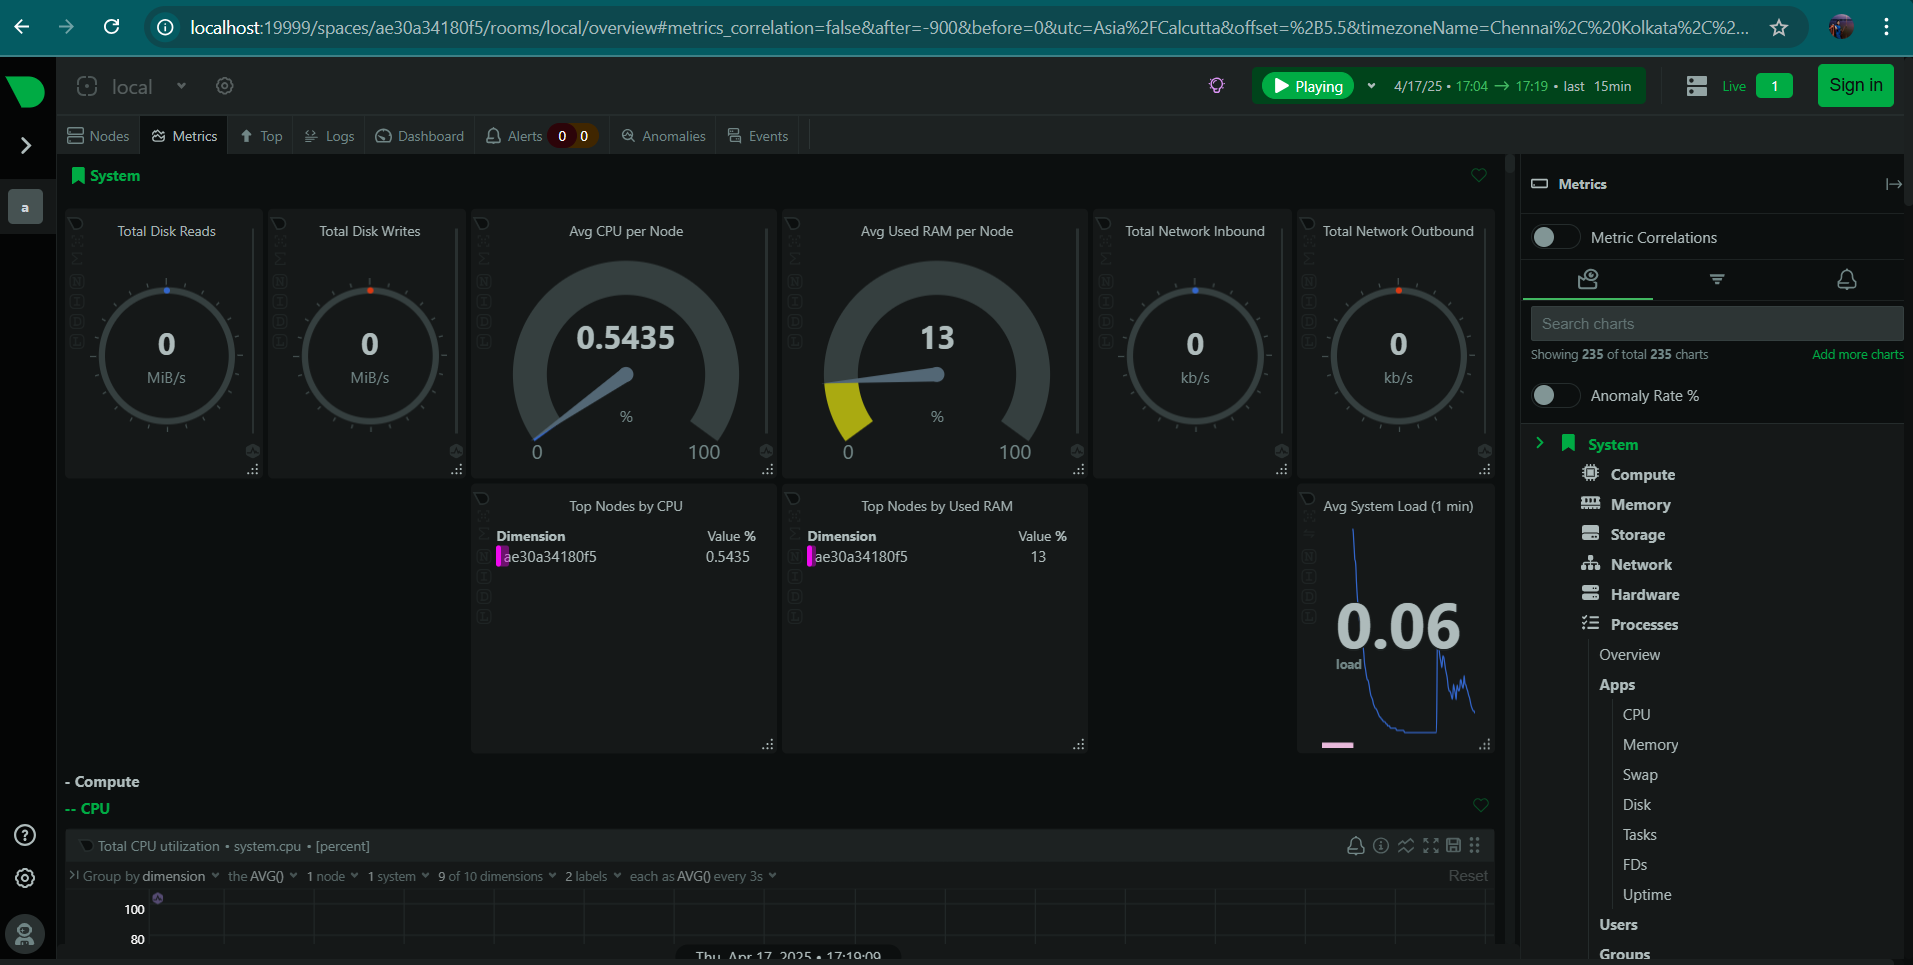 localhost:19999/spaces/ae30a34180f5/rooms/local/overview#metrics_correlation=false&after=-900&before=0&utc=Asia%2FCalcutta&offset=%2B5.5&timezoneName=Chennai%2C%20Kolkata%2C%2...
local
Playing 4/17/25 • 17:04 → 17:19 • last 15min
Live 1 Sign in
Nodes Metrics Top Logs Dashboard Alerts 0 0 Anomalies Events
a
System
Total Disk Reads
0
MiB/s
Total Disk Writes
0
MiB/s
Avg CPU per Node
0.5435
%
0 100
Avg Used RAM per Node
13
%
0 100
Total Network Inbound
0
kb/s
Total Network Outbound
0
kb/s
N
I
D
L
Top Nodes by CPU
Dimension Value %
ae30a34180f5 0.5435
Top Nodes by Used RAM
Dimension Value %
ae30a34180f5 13
Avg System Load (1 min)
0.06
load
- Compute
-- CPU
Total CPU utilization • system.cpu • [percent]
Group by dimension the AVG() 1 node 1 system 9 of 10 dimensions 2 labels each as AVG() every 3s Reset
100
80
Thu, Apr 17, 2025 • 17:19:09
Metrics
Metric Correlations
Search charts
Showing 235 of total 235 charts Add more charts
Anomaly Rate %
System
Compute
Memory
Storage
Network
Hardware
Processes
Overview
Apps
CPU
Memory
Swap
Disk
Tasks
FDs
Uptime
Users
Groups